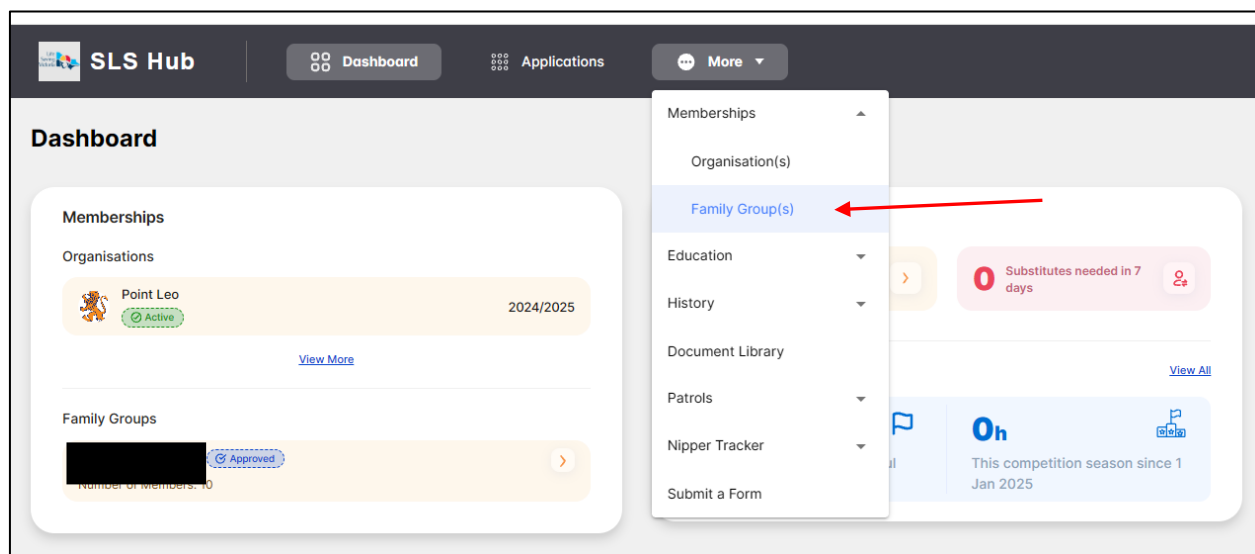 SLS Hub
Dashboard
Applications
More
Dashboard
Memberships
Organisations
Point Leo
Active
2024/2025
View More
Family Groups
Approved
Number of Members: 10
Memberships
Organisation(s)
Family Group(s)
Education
History
Document Library
Patrols
Nipper Tracker
Submit a Form
0
Substitutes needed in 7
days
View All
0h
This competition season since 1
Jan 2025